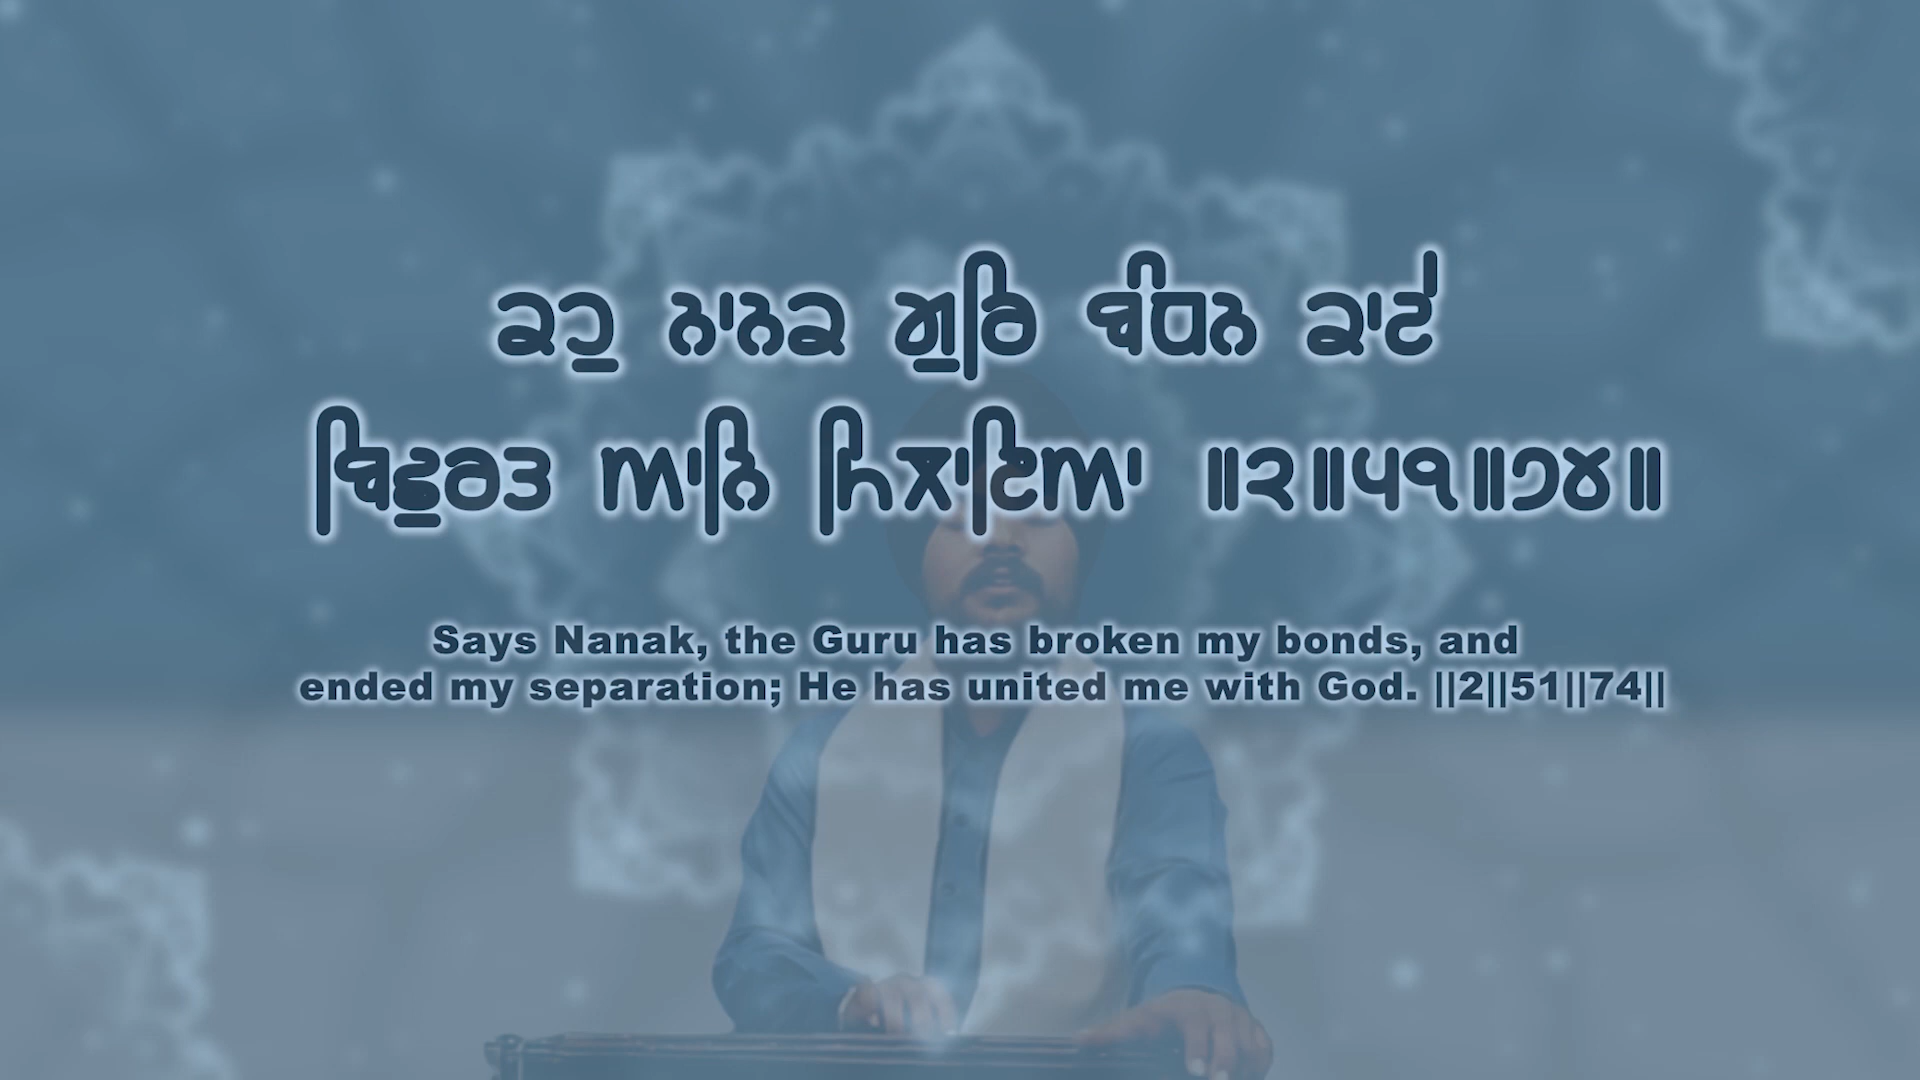 ਕਹੁ ਨਾਨਕ ਗੁਰਿ ਬੰਧਨ ਕਾਟੇ
ਬਿਛੁਰਤ ਆਨਿ ਮਿਲਾਇਆ ॥੨॥੫੧॥੭੪॥
Says Nanak, the Guru has broken my bonds, and
ended my separation; He has united me with God. ||2||51||74||